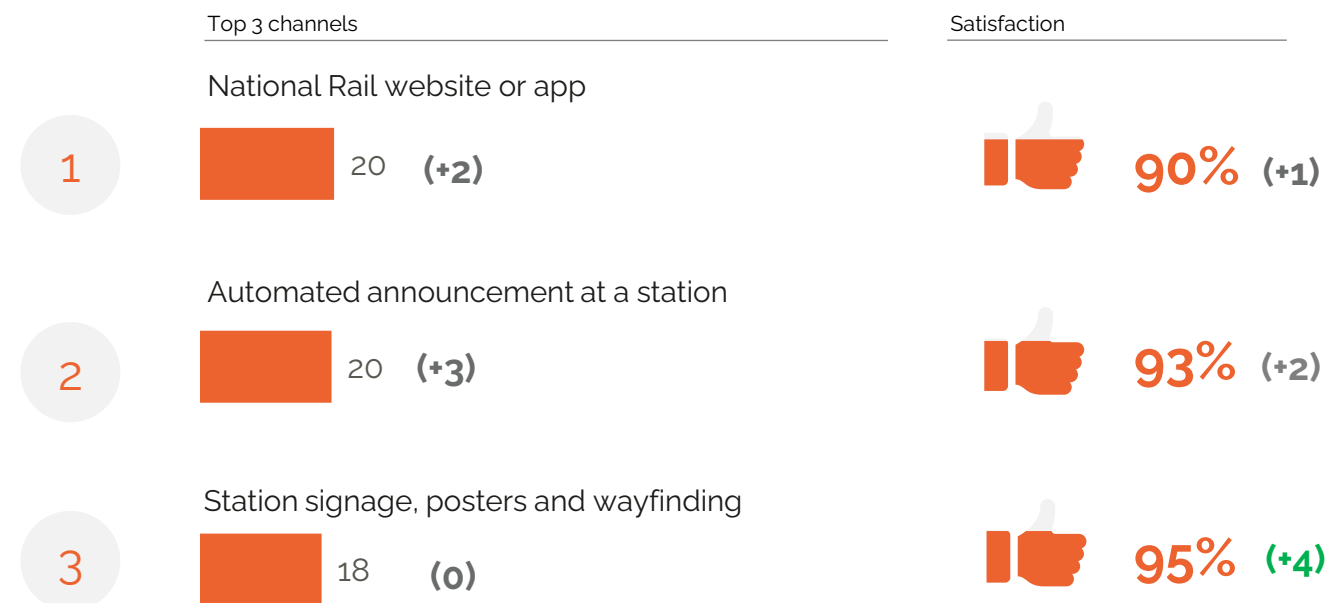 Top 3 channels Satisfaction
National Rail website or app
1 20 (+2) 90% (+1)
Automated announcement at a station
2 20 (+3) 93% (+2)
Station signage, posters and wayfinding
3 18 (0) 95% (+4)